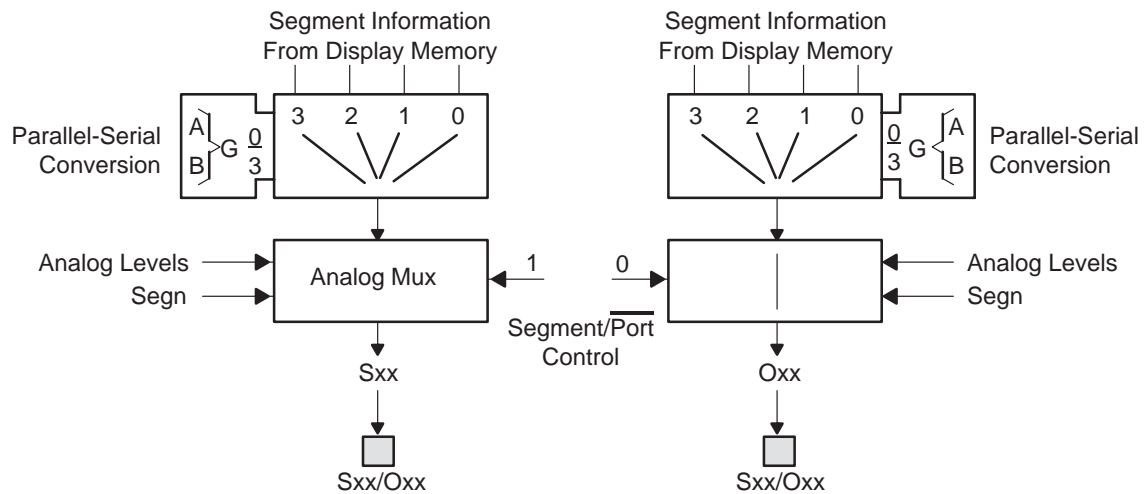 Segment Information
From Display Memory
Segment Information
From Display Memory
3 2 1 0
3 2 1 0
Parallel-Serial
Conversion
A
B
G
0
3
0
3
G
A
B
Parallel-Serial
Conversion
Analog Levels
Segn
Analog Mux
1
0
Analog Levels
Segn
Segment/Port
Control
Sxx
Oxx
Sxx/Oxx
Sxx/Oxx